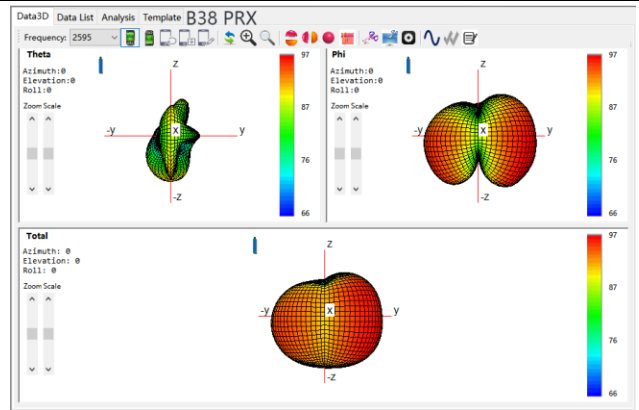 Data3D Data List Analysis Template B38 PRX
Frequency: 2595
Theta
Azimuth:0
Elevation:0
Roll:0
Zoom Scale
z
-y
x
y
-z
97
87
76
66
Phi
Azimuth:0
Elevation:0
Roll:0
Zoom Scale
z
-y
x
y
-z
97
87
76
66
Total
Azimuth: 0
Elevation: 0
Roll: 0
Zoom Scale
z
-y
x
y
-z
97
87
76
66